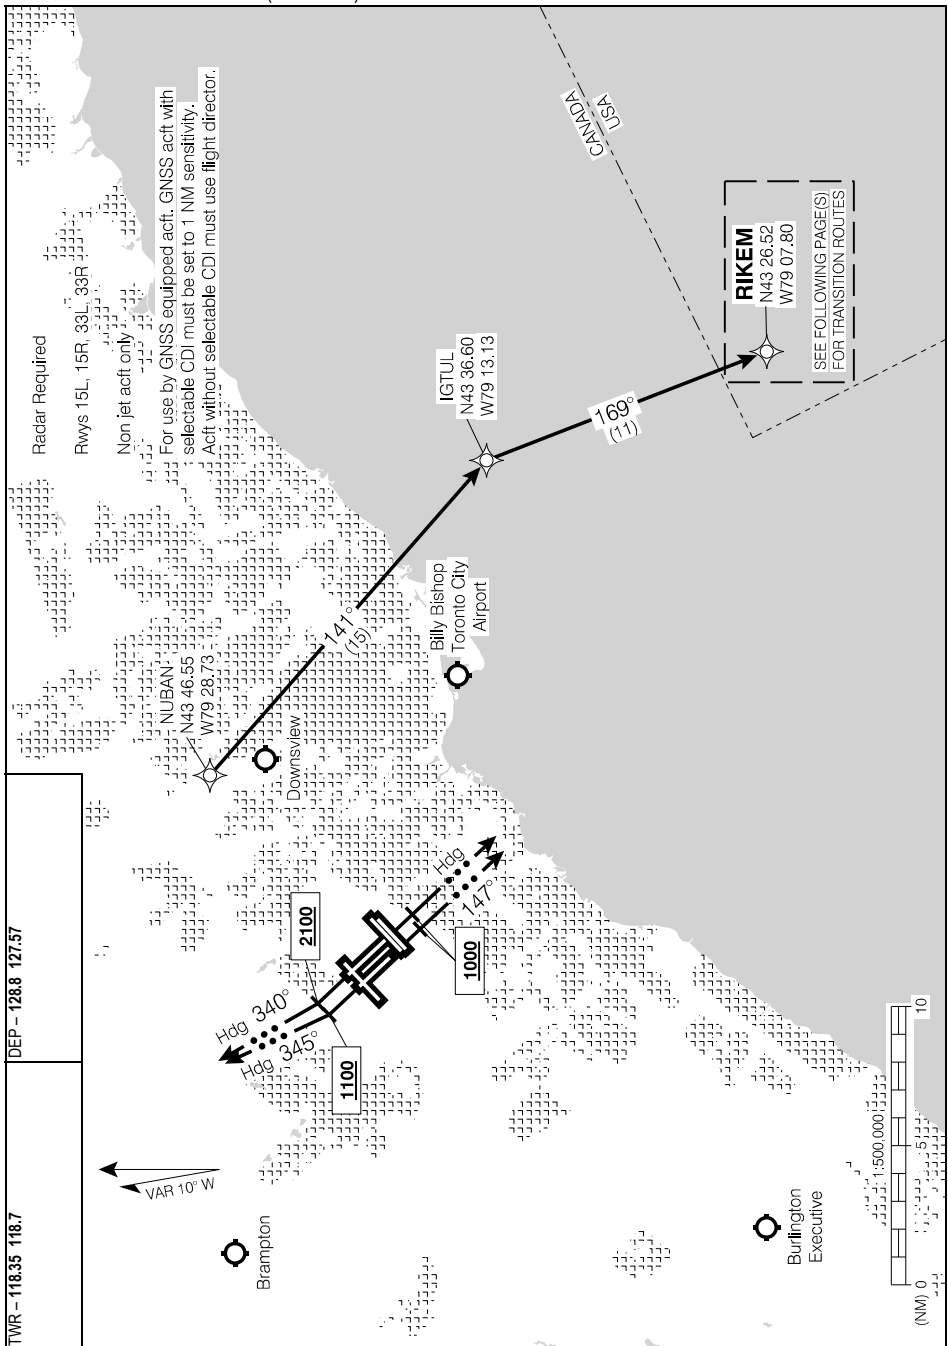 TWR – 118.35 118.7
DEP – 128.8 127.57
Radar Required
Rwys 15L, 15R, 33L, 33R
Non jet acft only
For use by GNSS equipped acft. GNSS acft with
selectable CDI must be set to 1 NM sensitivity.
Acft without selectable CDI must use flight director.
CANADA
USA
VAR 10° W
NUBAN
N43 46.55
W79 28.73
141°
(15)
Downsview
Brampton
Hdg 340°
Hdg 345°
2100
1100
1000
Hdg
147°
Billy Bishop
Toronto City
Airport
IGTUL
N43 36.60
W79 13.13
169°
(11)
RIKEM
N43 26.52
W79 07.80
SEE FOLLOWING PAGE(S)
FOR TRANSITION ROUTES
Burlington
Executive
1:500,000
(NM) 0 5 10